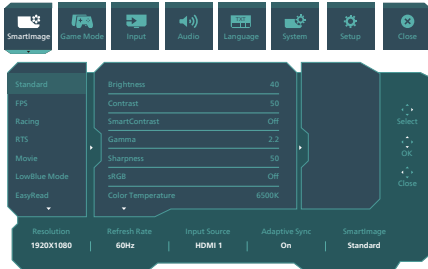 SmartImage Game Mode Input Audio Language System Setup Close
TXT
Standard
FPS
Racing
RTS
Movie
LowBlue Mode
EasyRead
Brightness 40
Contrast 50
SmartContrast Off
Gamma 2.2
Sharpness 50
sRGB Off
Color Temperature 6500K
Select
OK
Close
Resolution Refresh Rate Input Source Adaptive Sync SmartImage
1920X1080 60Hz HDMI 1 On Standard